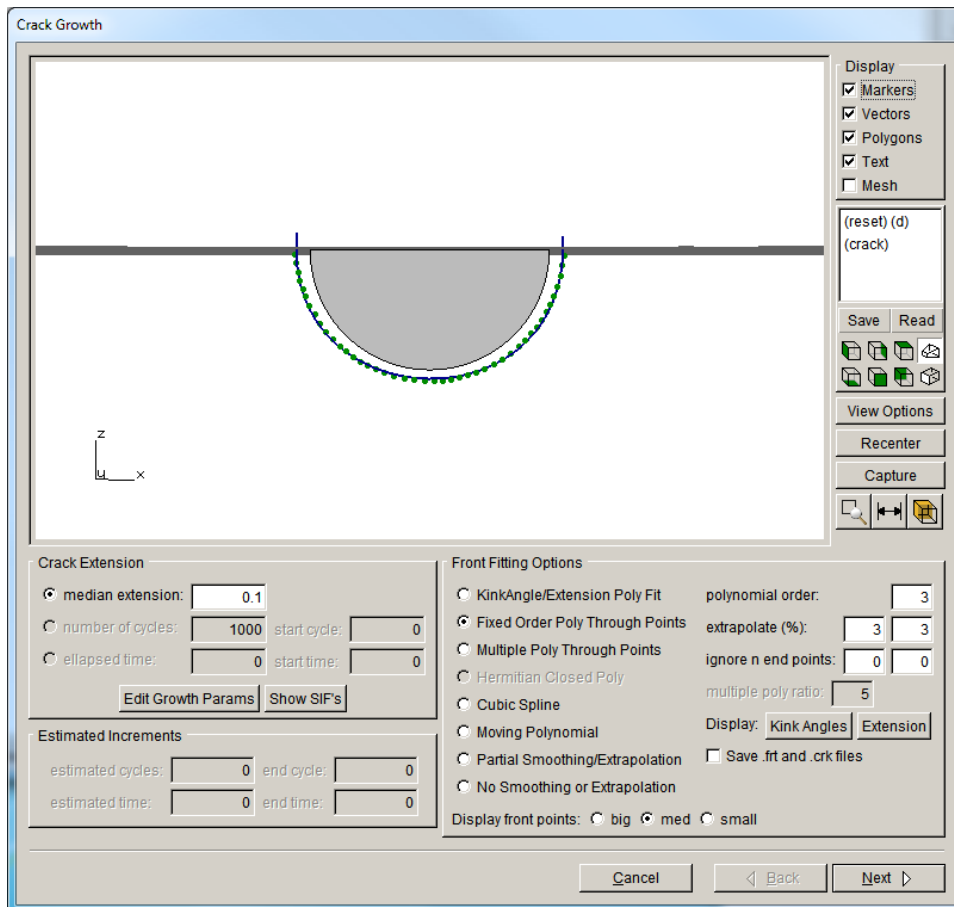 Crack Growth
Display
Markers
Vectors
Polygons
Text
Mesh
(reset) (d)
(crack)
Save Read
View Options
Recenter
Capture
z
u x
Crack Extension
median extension: 0.1
number of cycles: 1000 start cycle: 0
ellapsed time: 0 start time: 0
Edit Growth Params Show SIF's
Estimated Increments
estimated cycles: 0 end cycle: 0
estimated time: 0 end time: 0
Front Fitting Options
KinkAngle/Extension Poly Fit
Fixed Order Poly Through Points
Multiple Poly Through Points
Hermitian Closed Poly
Cubic Spline
Moving Polynomial
Partial Smoothing/Extrapolation
No Smoothing or Extrapolation
polynomial order: 3
extrapolate (%): 3 3
ignore n end points: 0 0
multiple poly ratio: 5
Display: Kink Angles Extension
Save .frt and .crk files
Display front points: big med small
Cancel Back Next